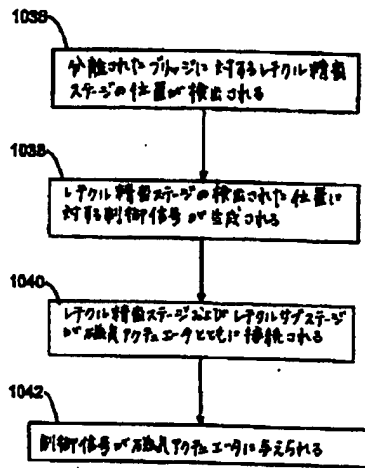 1036
分離されたブリッジに対するレチクル精密
ステージの位置が検出される
1038
レチクル精密ステージの検出された位置に
対する制御信号が生成される
1040
レチクル精密ステージおよびレチクルサブステージ
が磁気アクチュエータとともに接続される
1042
制御信号が磁気アクチュエータに与えられる